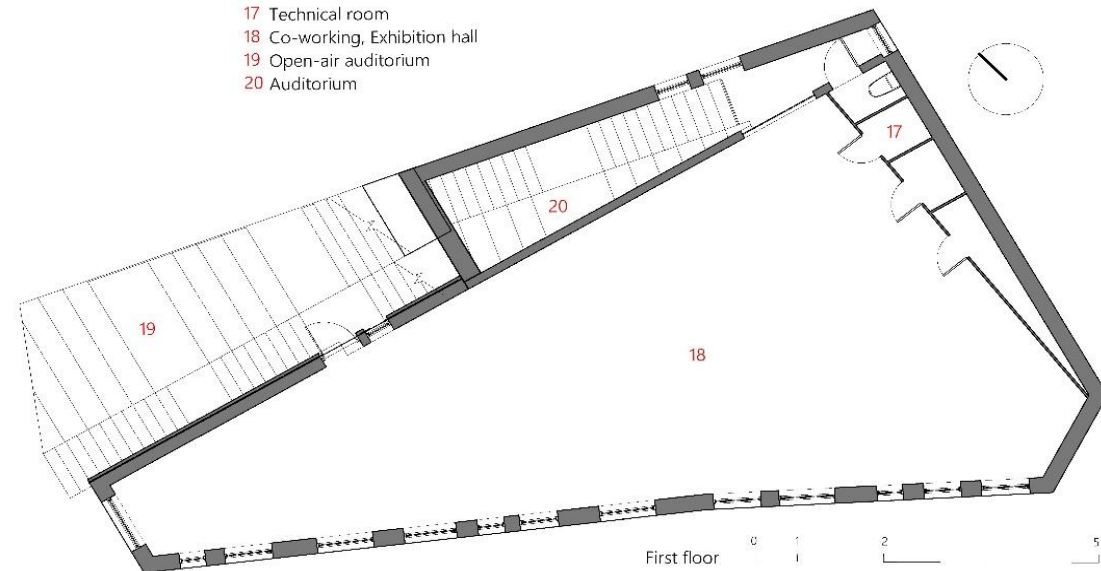 17 Technical room
18 Co-working, Exhibition hall
19 Open-air auditorium
20 Auditorium
17
20
19
18
First floor
0 1 2 5